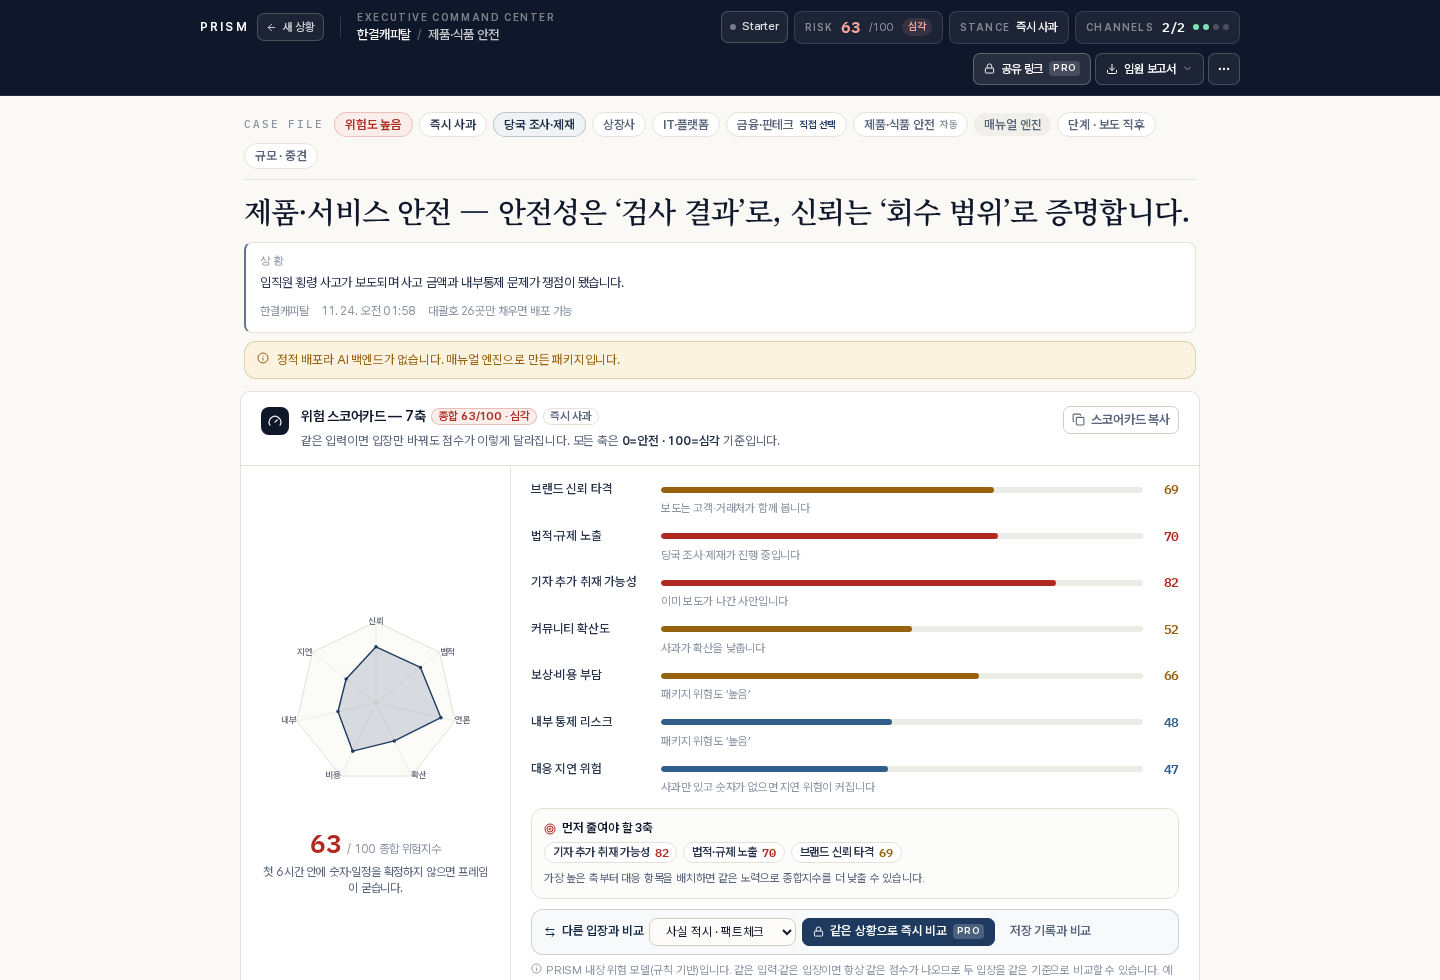 PRISM
← 새 상황
EXECUTIVE COMMAND CENTER
한결캐피탈 / 제품·식품 안전
Starter
RISK 63 /100 심각
STANCE 즉시 사과
CHANNELS 2/2
공유 링크 PRO
임원 보고서
···
CASE FILE 위험도 높음 즉시 사과 당국 조사·제재 상장사 IT·플랫폼 금융·핀테크 직접 선택 제품·식품 안전 자동 매뉴얼 엔진 단계 · 보도 직후
규모 · 중견
제품·서비스 안전 — 안전성은 ‘검사 결과’로, 신뢰는 ‘회수 범위’로 증명합니다.
상황
임직원 횡령 사고가 보도되며 사고 금액과 내부통제 문제가 쟁점이 됐습니다.
한결캐피탈 11. 24. 오전 01:58 대괄호 26곳만 채우면 배포 가능
정적 배포라 AI 백엔드가 없습니다. 매뉴얼 엔진으로 만든 패키지입니다.
위험 스코어카드 — 7축 종합 63/100 · 심각 즉시 사과
같은 입력이면 입장만 바꿔도 점수가 이렇게 달라집니다. 모든 축은 0=안전 · 100=심각 기준입니다.
스코어카드 복사
신뢰
법적
언론
확산
비용
내부
지연
63 / 100 종합 위험지수
첫 6시간 안에 숫자·일정을 확정하지 않으면 프레임
이 굳습니다.
브랜드 신뢰 타격 69
보도는 고객·거래처가 함께 봅니다
법적·규제 노출 70
당국 조사·제재가 진행 중입니다
기자 추가 취재 가능성 82
이미 보도가 나간 사안입니다
커뮤니티 확산도 52
사과가 확산을 낮춥니다
보상·비용 부담 66
패키지 위험도 ‘높음’
내부 통제 리스크 48
패키지 위험도 ‘높음’
대응 지연 위험 47
사과만 있고 숫자가 없으면 지연 위험이 커집니다
먼저 줄여야 할 3축
기자 추가 취재 가능성 82 법적·규제 노출 70 브랜드 신뢰 타격 69
가장 높은 축부터 대응 항목을 배치하면 같은 노력으로 종합지수를 더 낮출 수 있습니다.
다른 입장과 비교 사실 적시 · 팩트체크 같은 상황으로 즉시 비교 PRO 저장 기록과 비교
PRISM 내장 위험 모델(규칙 기반)입니다. 같은 입력·같은 입장이면 항상 같은 점수가 나오므로 두 입장을 같은 기준으로 비교할 수 있습니다. 예